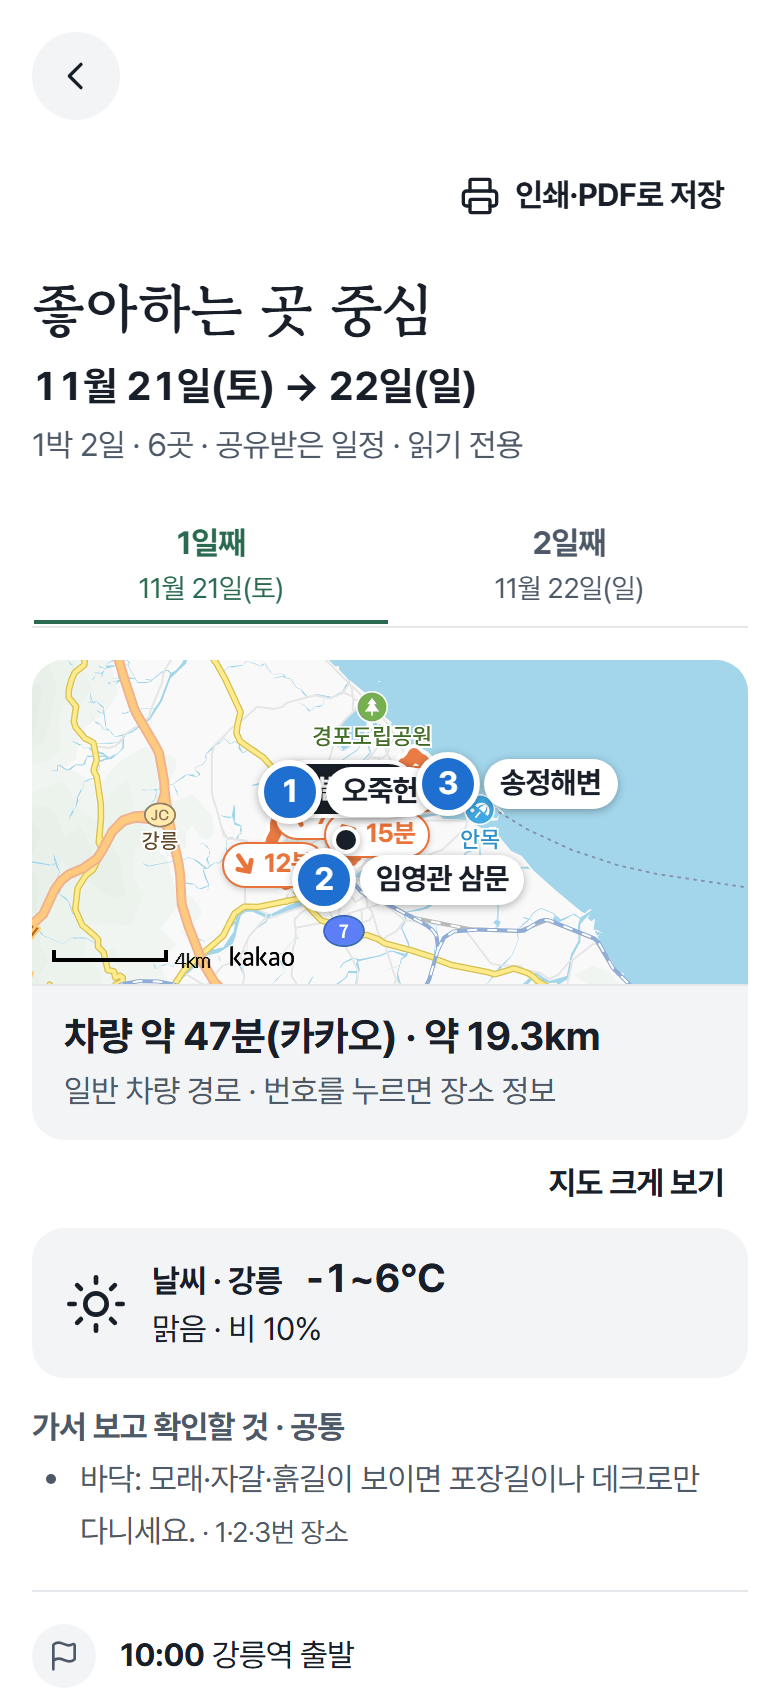 인쇄·PDF로 저장
좋아하는 곳 중심
11월 21일(토) → 22일(일)
1박 2일 · 6곳 · 공유받은 일정 · 읽기 전용
1일째
11월 21일(토)
2일째
11월 22일(일)
경포도립공원
1
오죽헌
3
송정해변
JC
강릉
15분
안목
12분
2
임영관 삼문
7
4km
kakao
차량 약 47분(카카오) · 약 19.3km
일반 차량 경로 · 번호를 누르면 장소 정보
지도 크게 보기
날씨 · 강릉 -1~6°C
맑음 · 비 10%
가서 보고 확인할 것 · 공통
• 바닥: 모래·자갈·흙길이 보이면 포장길이나 데크로만
다니세요. · 1·2·3번 장소
10:00 강릉역 출발